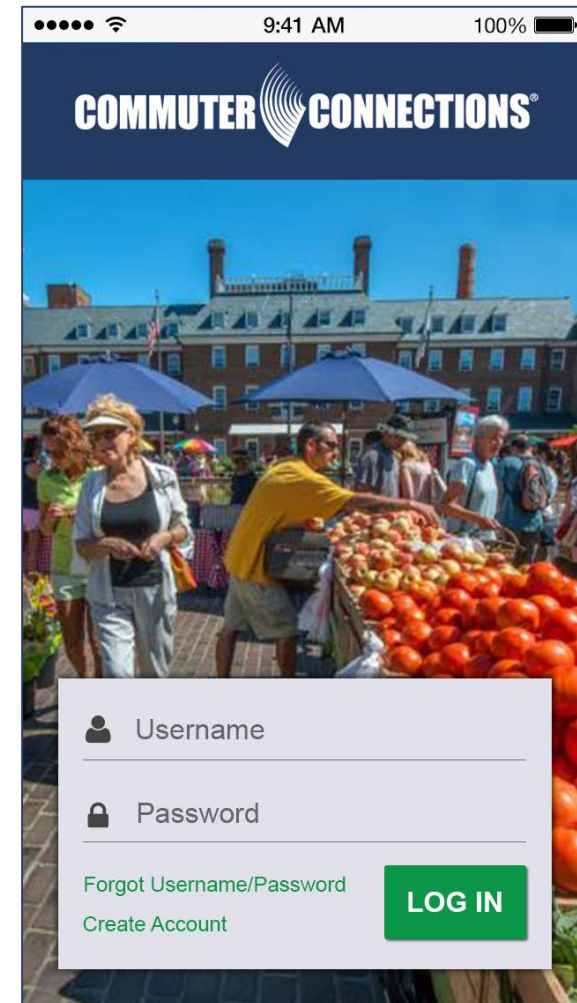 9:41 AM 100%
COMMUTER CONNECTIONS®
Username
Password
Forgot Username/Password
LOG IN
Create Account